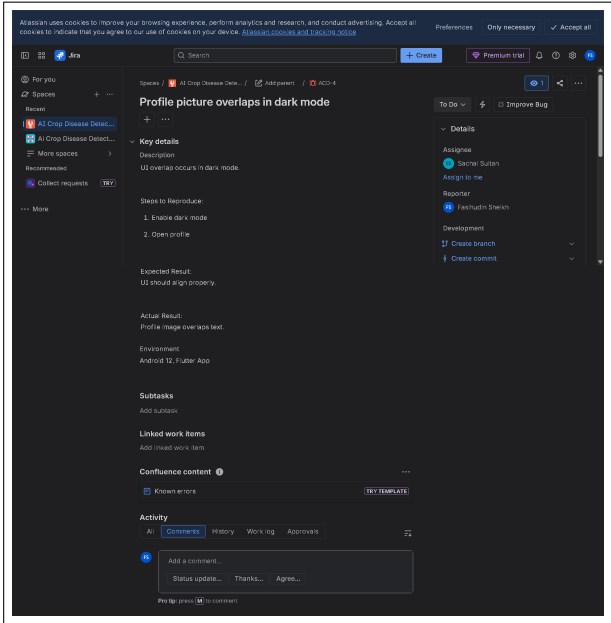 Atlassian uses cookies to improve your browsing experience, perform analytics and research, and conduct advertising. Accept all
cookies to indicate that you agree to our use of cookies on your device. Atlassian cookies and tracking notice
Preferences
Only necessary
Accept all
Jira
Search
+ Create
Premium trial
FS
For you
Spaces
Recent
AI Crop Disease Detec...
Ai Crop Disease Detect...
More spaces
Recommended
Collect requests TRY
More
Spaces / AI Crop Disease Dete... / Add parent / ACD-4
1
Profile picture overlaps in dark mode
To Do
Improve Bug
Key details
Description
UI overlap occurs in dark mode.
Steps to Reproduce:
1. Enable dark mode
2. Open profile
Expected Result:
UI should align properly.
Actual Result:
Profile image overlaps text.
Environment
Android 12, Flutter App
Details
Assignee
Sachal Sultan
Assign to me
Reporter
FS Fasihudin Sheikh
Development
Create branch
Create commit
Subtasks
Add subtask
Linked work items
Add linked work item
Confluence content
Known errors
TRY TEMPLATE
Activity
All Comments History Work log Approvals
FS
Add a comment...
Status update... Thanks... Agree...
Pro tip: press M to comment